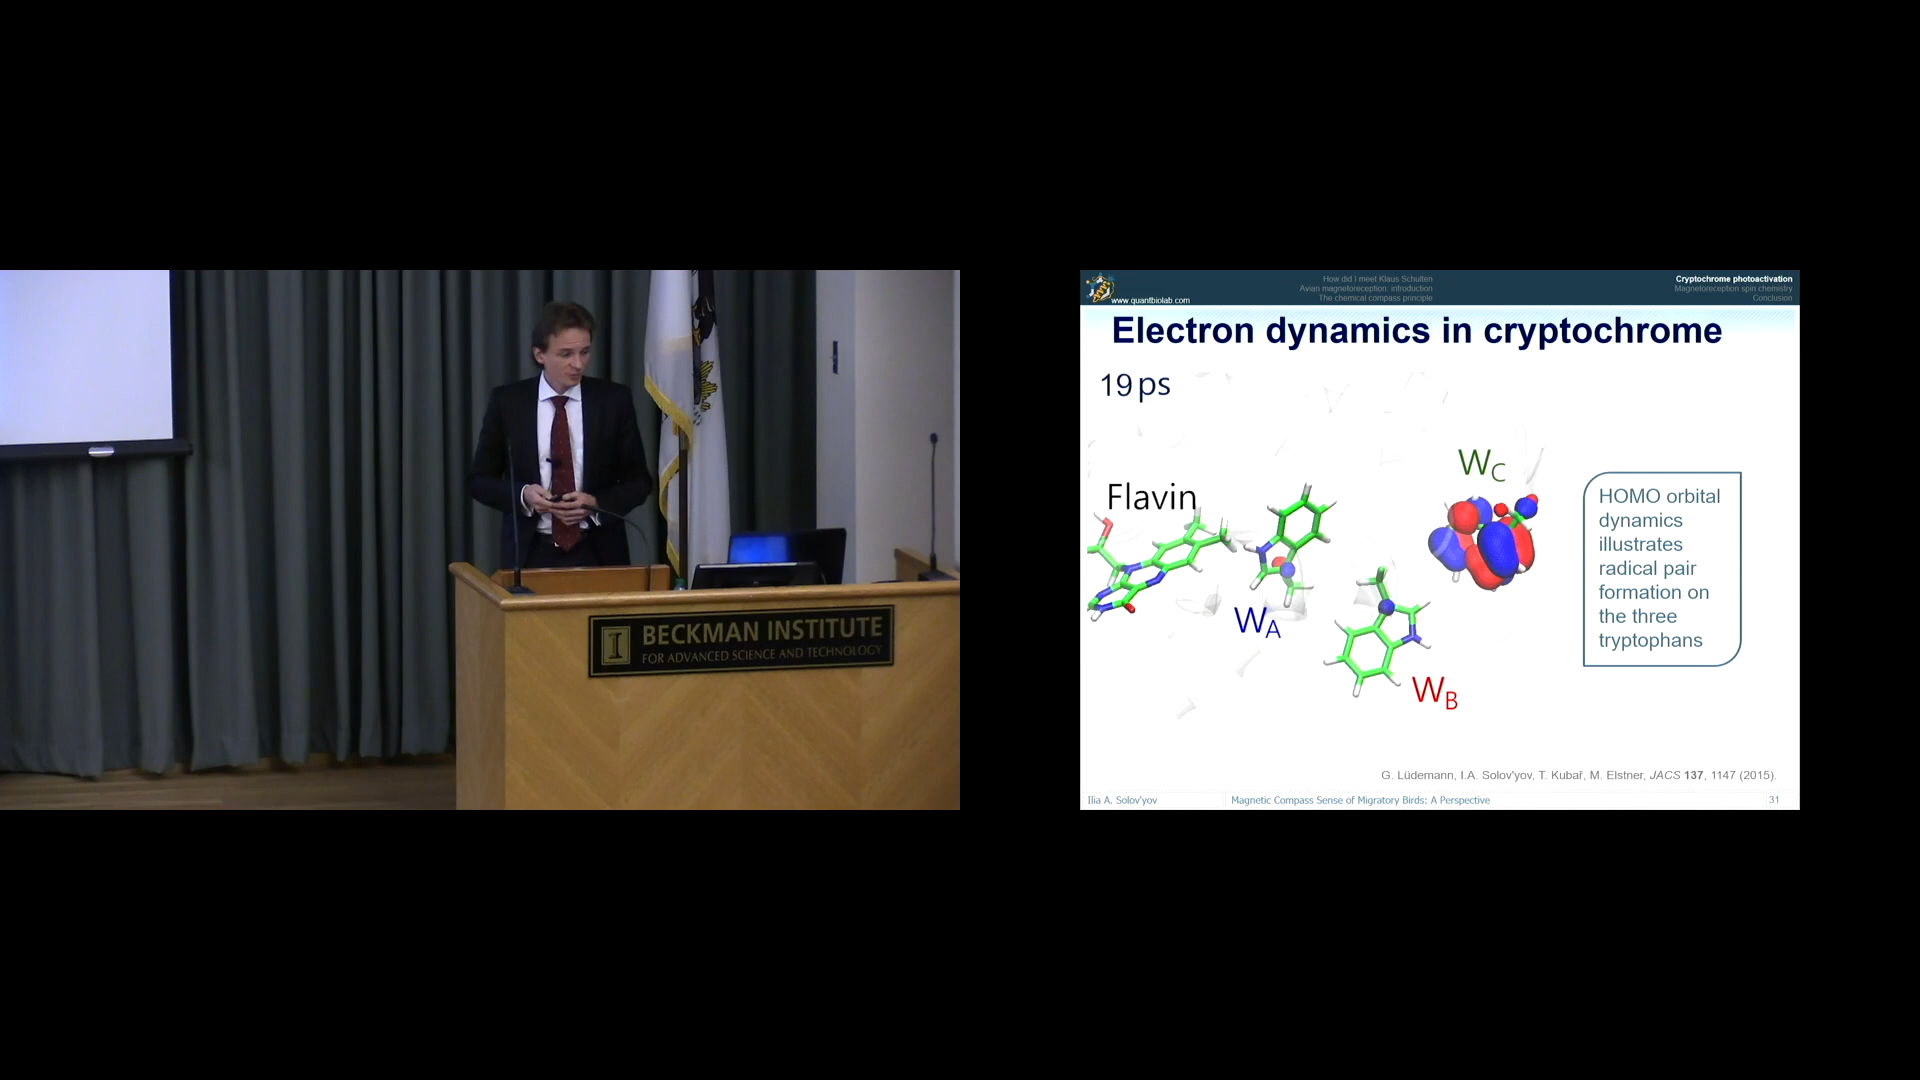 I
BECKMAN INSTITUTE
FOR ADVANCED SCIENCE AND TECHNOLOGY
www.quantbiolab.com
How did I meet Klaus Schulten
Avian magnetoreception: introduction
The chemical compass principle
Cryptochrome photoactivation
Magnetoreception spin chemistry
Conclusion
Electron dynamics in cryptochrome
19 ps
Flavin
WA
WB
WC
HOMO orbital
dynamics
illustrates
radical pair
formation on
the three
tryptophans
G. Lüdemann, I.A. Solov'yov, T. Kubař, M. Elstner, JACS 137, 1147 (2015).
Ilia A. Solov'yov
Magnetic Compass Sense of Migratory Birds: A Perspective
31